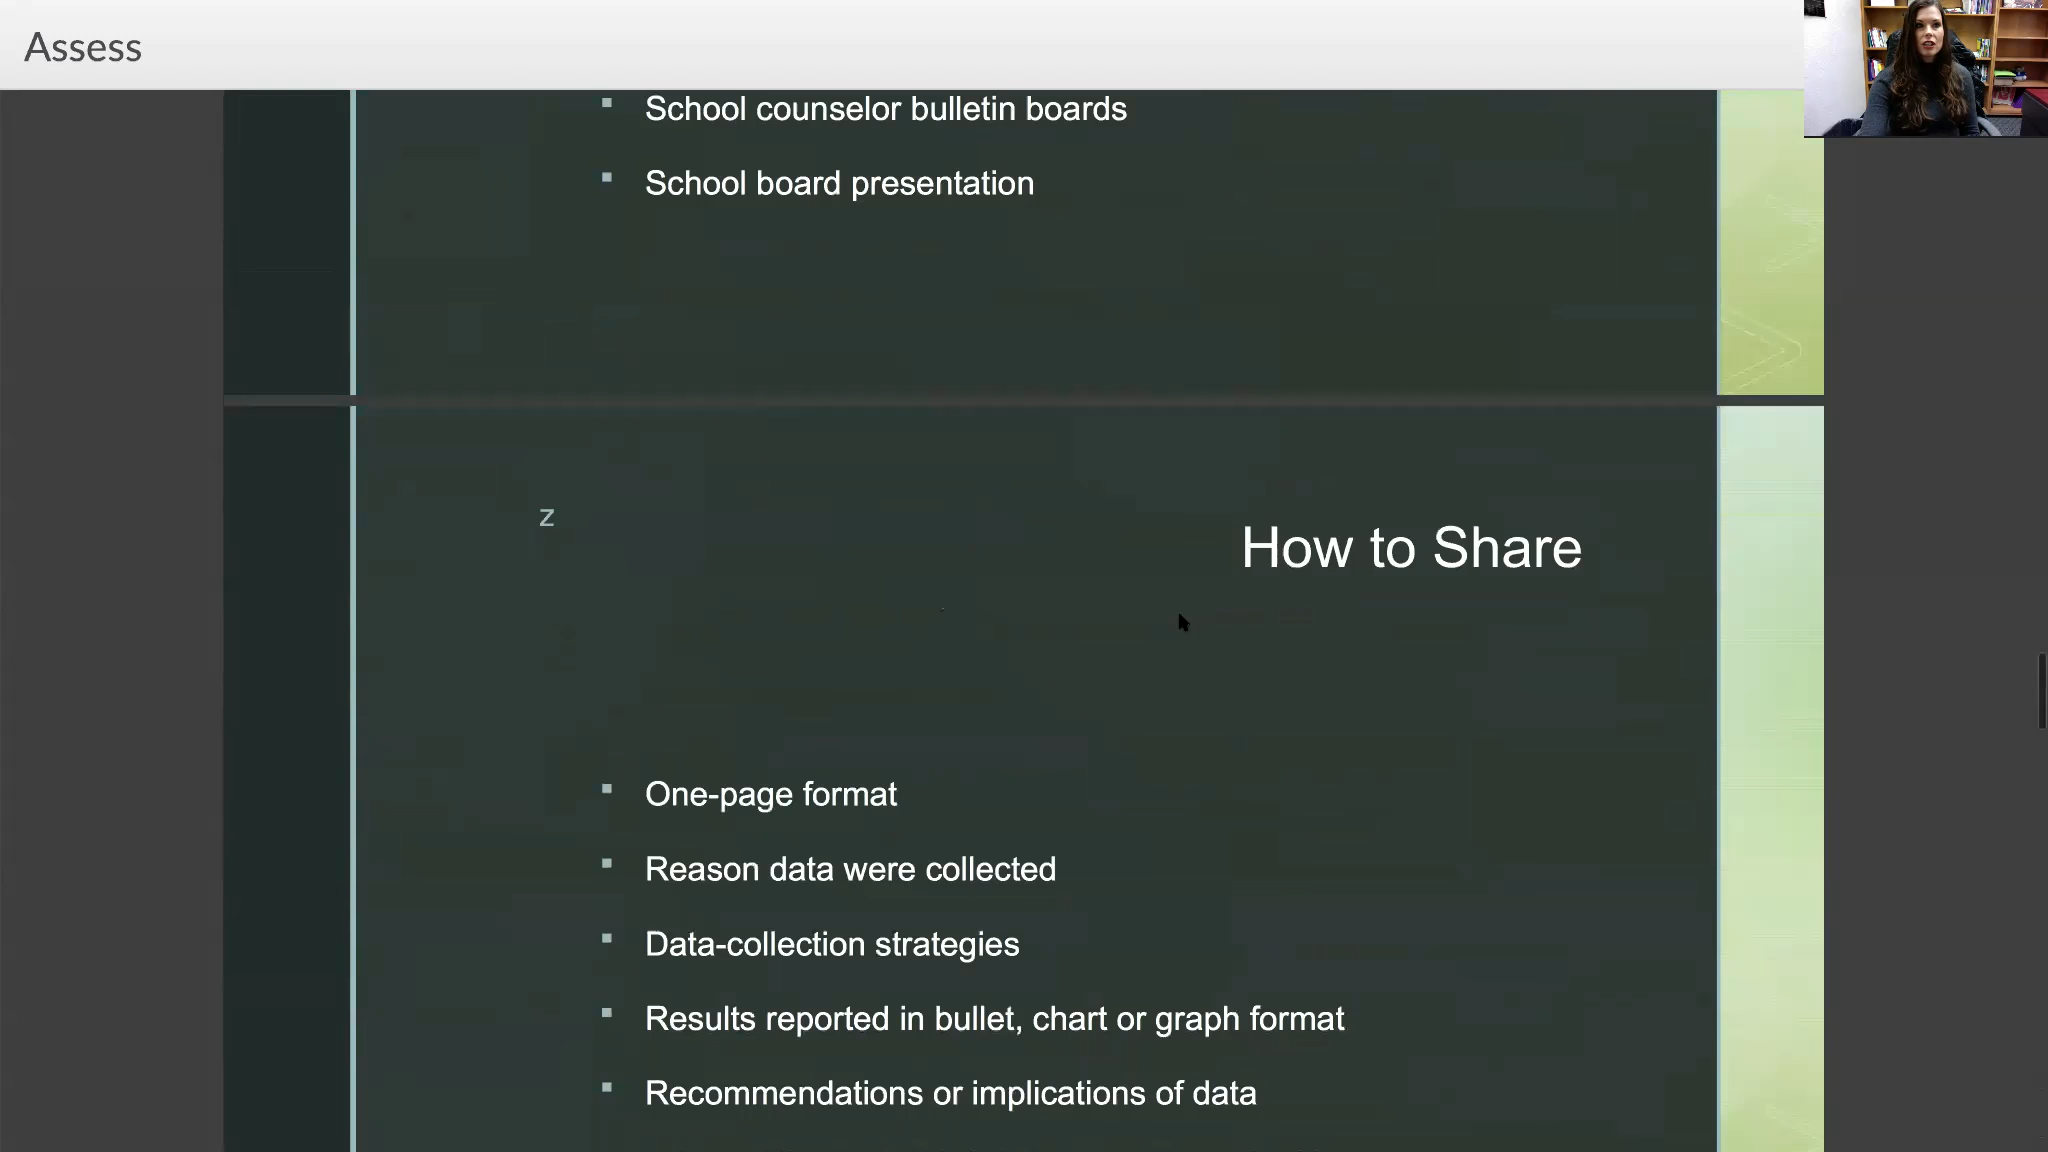 Assess
School counselor bulletin boards
School board presentation
z
How to Share
One-page format
Reason data were collected
Data-collection strategies
Results reported in bullet, chart or graph format
Recommendations or implications of data